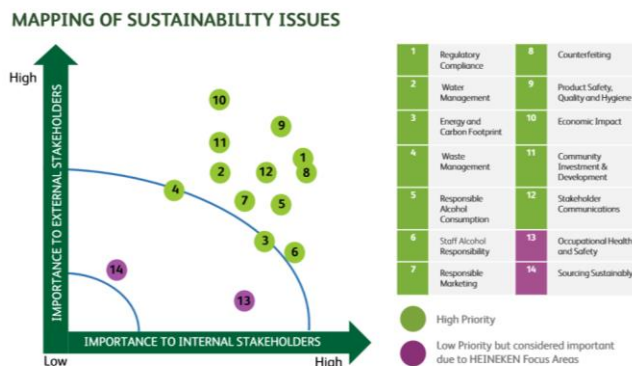 MAPPING OF SUSTAINABILITY ISSUES
High
IMPORTANCE TO EXTERNAL STAKEHOLDERS
10
9
11
1
2
12
8
4
7
5
3
6
14
13
IMPORTANCE TO INTERNAL STAKEHOLDERS
Low
High
1 Regulatory
Compliance
8 Counterfeiting
2 Water
Management
9 Product Safety,
Quality and Hygiene
3 Energy and
Carbon Footprint
10 Economic Impact
4 Waste
Management
11 Community
Investment &
Development
5 Responsible
Alcohol
Consumption
12 Stakeholder
Communications
6 Staff Alcohol
Responsibility
13 Occupational Health
and Safety
7 Responsible
Marketing
14 Sourcing Sustainably
High Priority
Low Priority but considered important
due to HEINEKEN Focus Areas